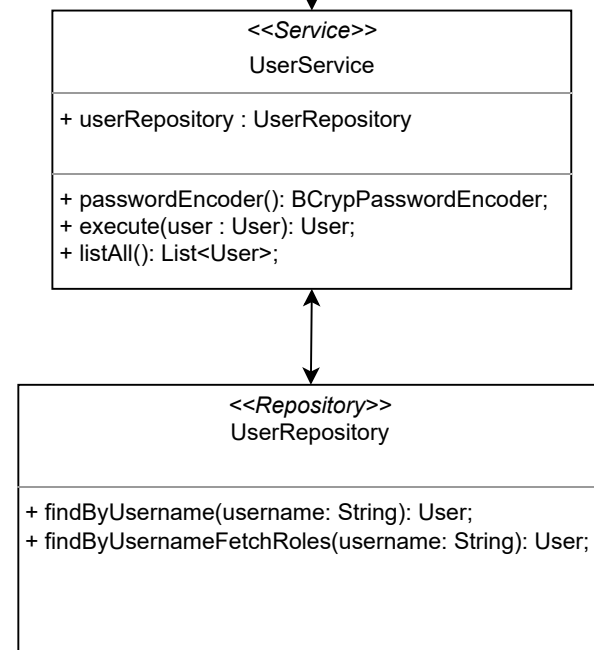 <<Service>>
UserService
+ userRepository : UserRepository
+ passwordEncoder(): BCrypPasswordEncoder;
+ execute(user : User): User;
+ listAll(): List<User>;
<<Repository>>
UserRepository
+ findByUsername(username: String): User;
+ findByUsernameFetchRoles(username: String): User;